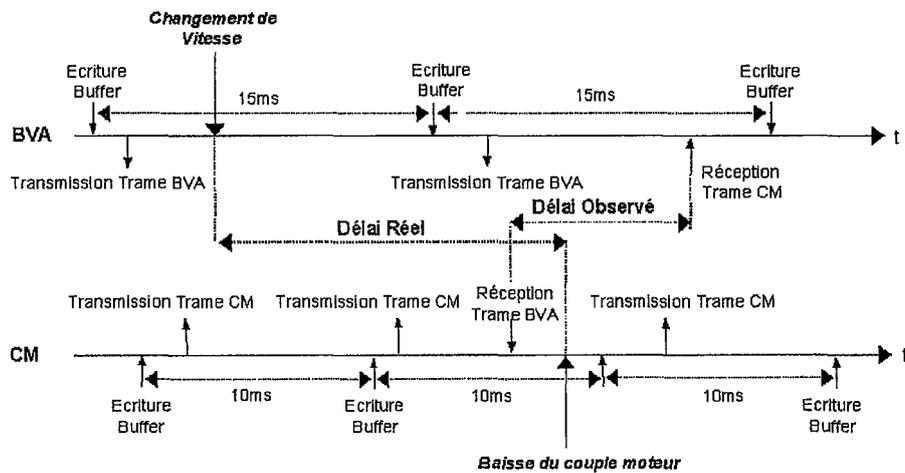 Changement de
Vitesse
Ecriture
Buffer
Ecriture
Buffer
Ecriture
Buffer
15ms
15ms
BVA
t
Transmission Trame BVA
Transmission Trame BVA
Réception
Trame CM
Délai Observé
Délai Réel
Transmission Trame CM
Transmission Trame CM
Réception
Trame BVA
Transmission Trame CM
CM
t
10ms
10ms
10ms
Ecriture
Buffer
Ecriture
Buffer
Ecriture
Buffer
Baisse du couple moteur